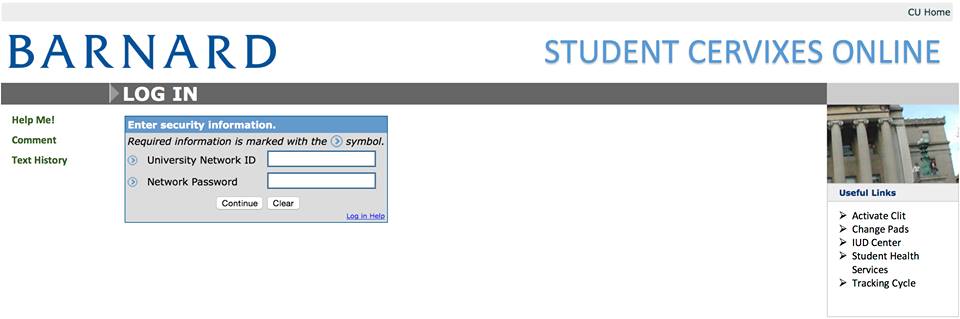 CU Home
BARNARD
STUDENT CERVIXES ONLINE
LOG IN
Help Me!
Comment
Text History
Enter security information.
Required information is marked with the symbol.
University Network ID
Network Password
Continue Clear
Log in Help
Useful Links
Activate Clit
Change Pads
IUD Center
Student Health
Services
Tracking Cycle